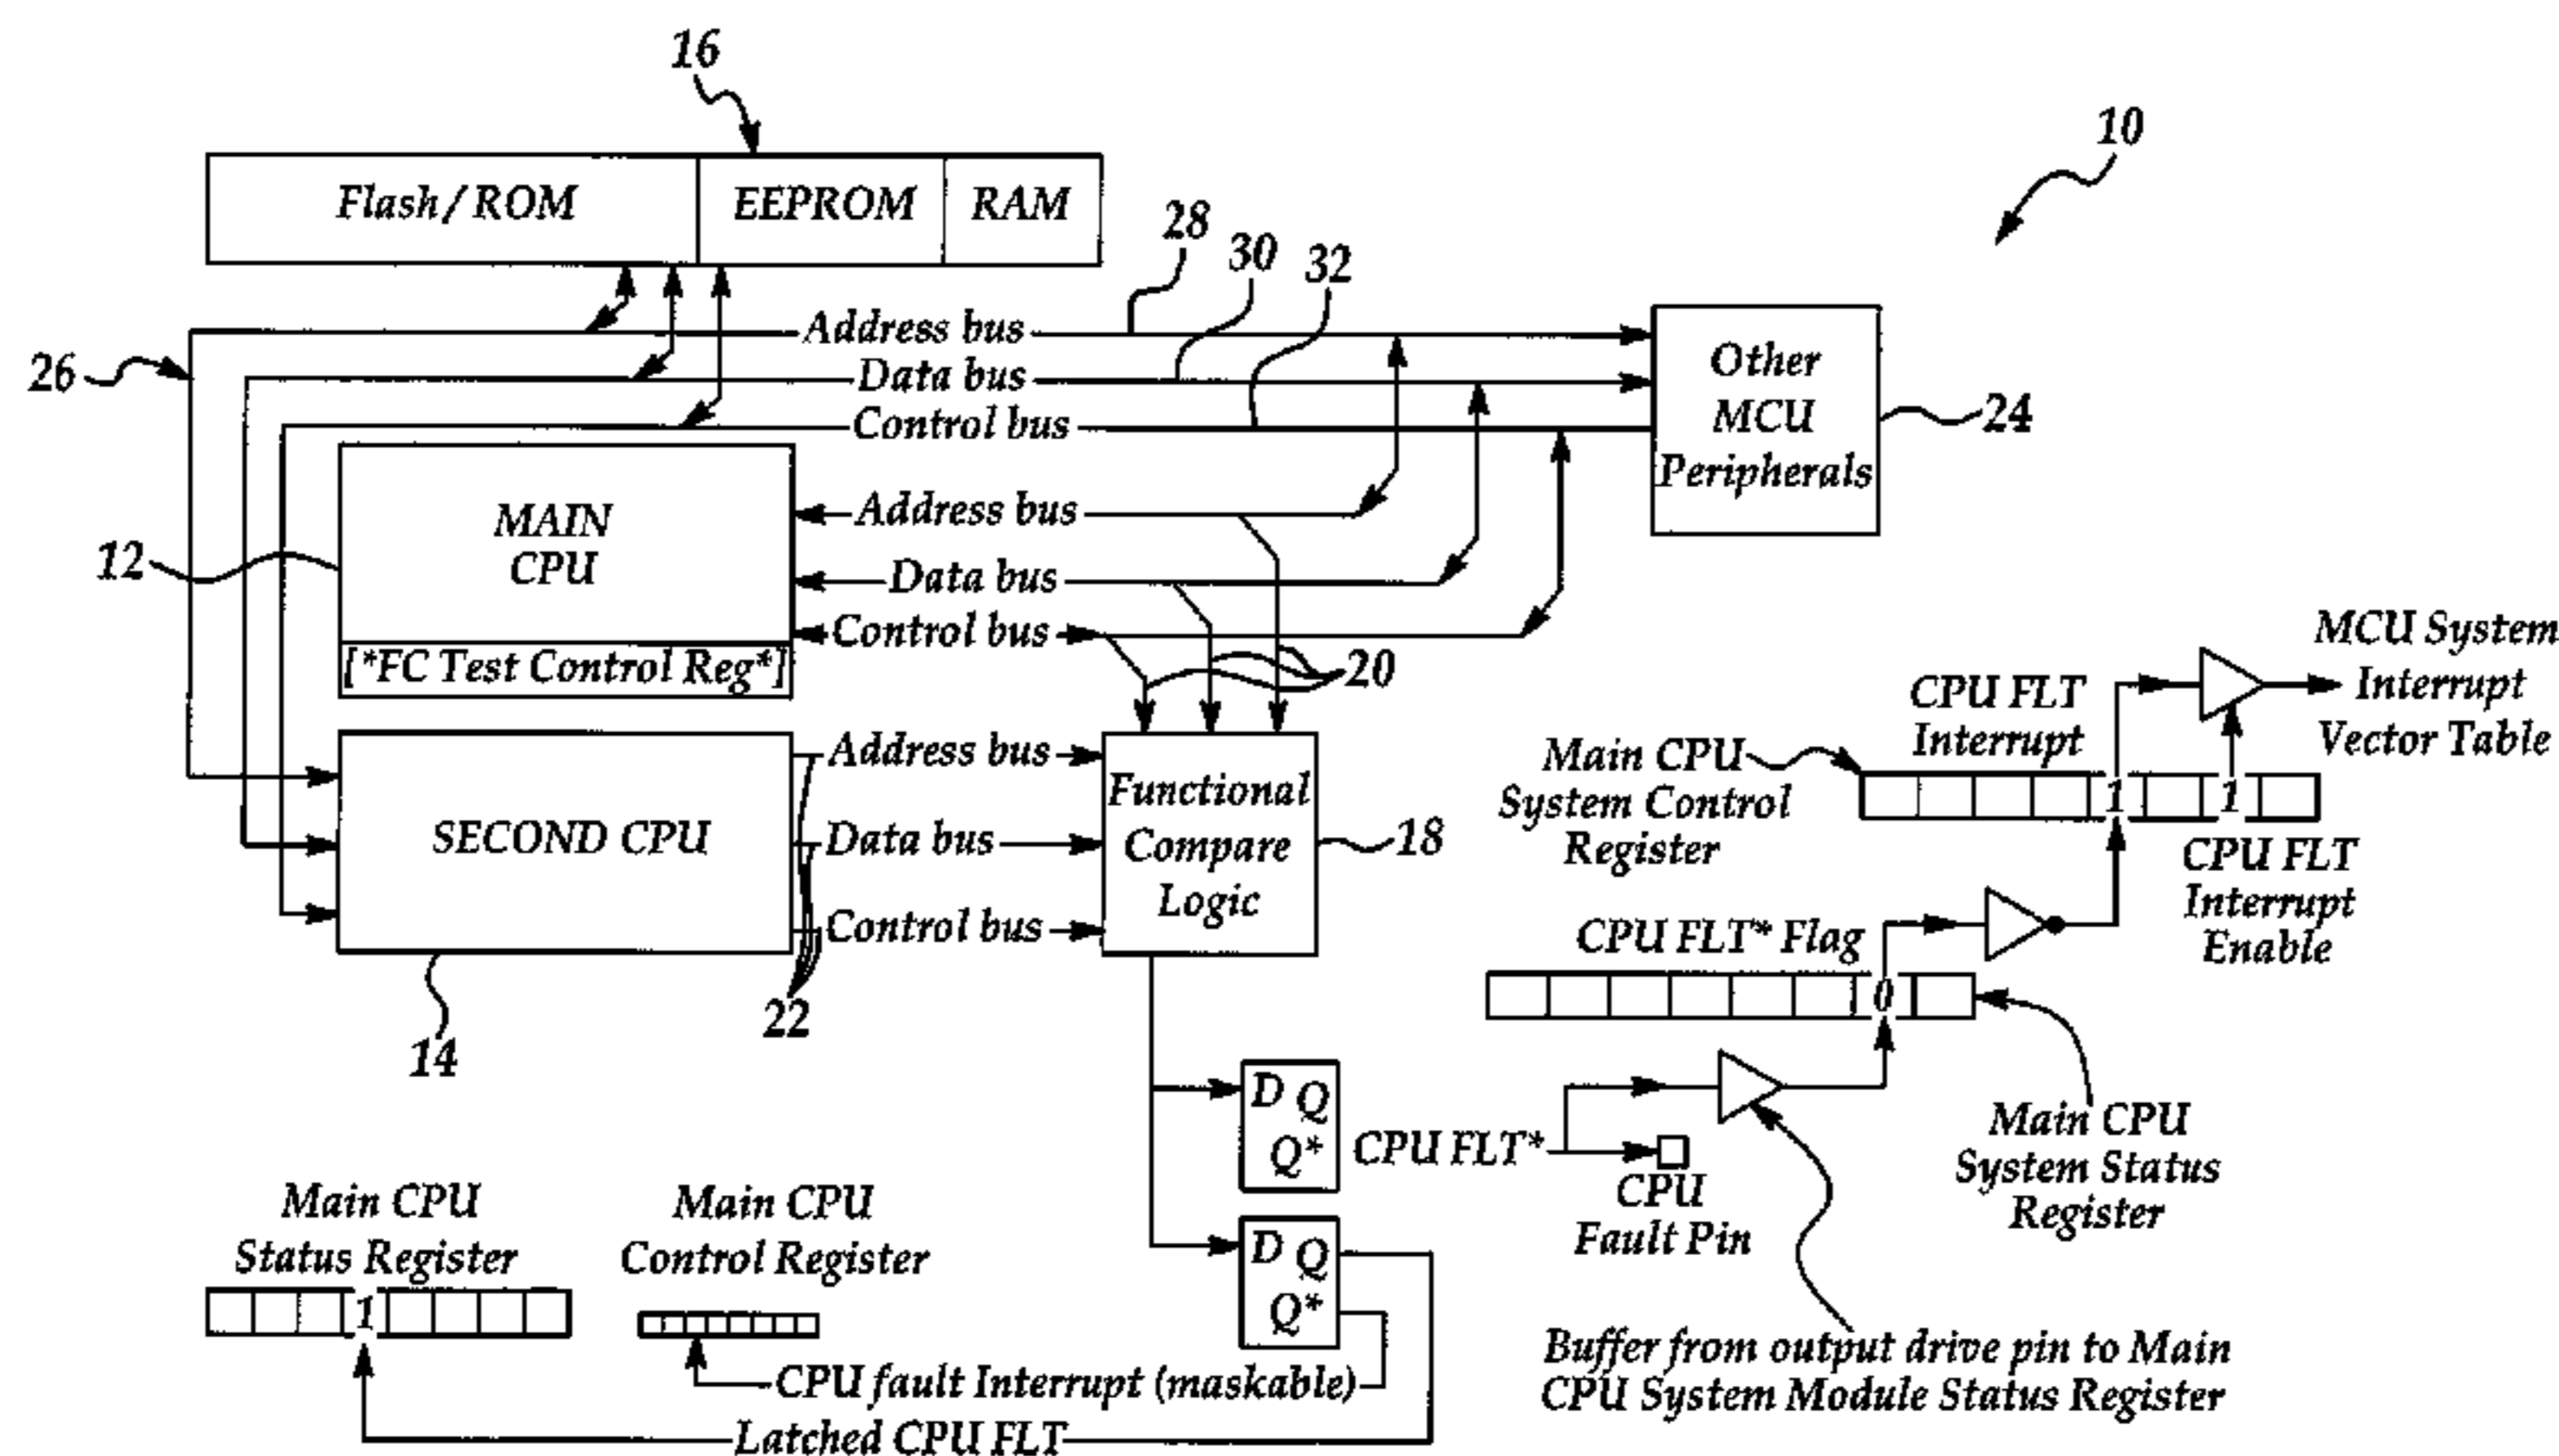 16
10
Flash/ROM
EEPROM
RAM
28
30
32
26
Address bus
Data bus
Control bus
Other
MCU
Peripherals
24
MAIN
CPU
12
[*FC Test Control Reg*]
Address bus
Data bus
Control bus
20
SECOND CPU
14
Address bus
Data bus
Control bus
22
Functional
Compare
Logic
18
MCU System
Interrupt
Vector Table
CPU FLT
Interrupt
Main CPU
System Control
Register
1
1
CPU FLT
Interrupt
Enable
CPU FLT* Flag
0
Main CPU
System Status
Register
D Q
Q*
CPU FLT*
CPU
Fault Pin
D Q
Q*
Main CPU
Status Register
1
Main CPU
Control Register
CPU fault Interrupt (maskable)
Latched CPU FLT
Buffer from output drive pin to Main
CPU System Module Status Register